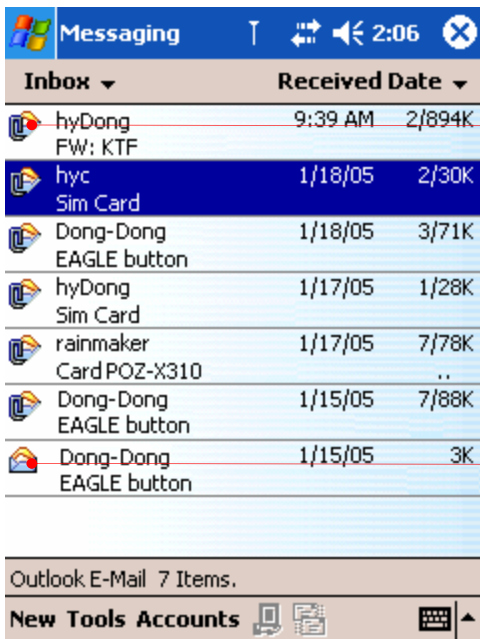 Messaging 2:06
Inbox Received Date
hyDong 9:39 AM 2/894K
FW: KTF
hyc 1/18/05 2/30K
Sim Card
Dong-Dong 1/18/05 3/71K
EAGLE button
hyDong 1/17/05 1/28K
Sim Card
rainmaker 1/17/05 7/78K
Card POZ-X310 ..
Dong-Dong 1/15/05 7/88K
EAGLE button
Dong-Dong 1/15/05 3K
EAGLE button
Outlook E-Mail 7 Items.
New Tools Accounts